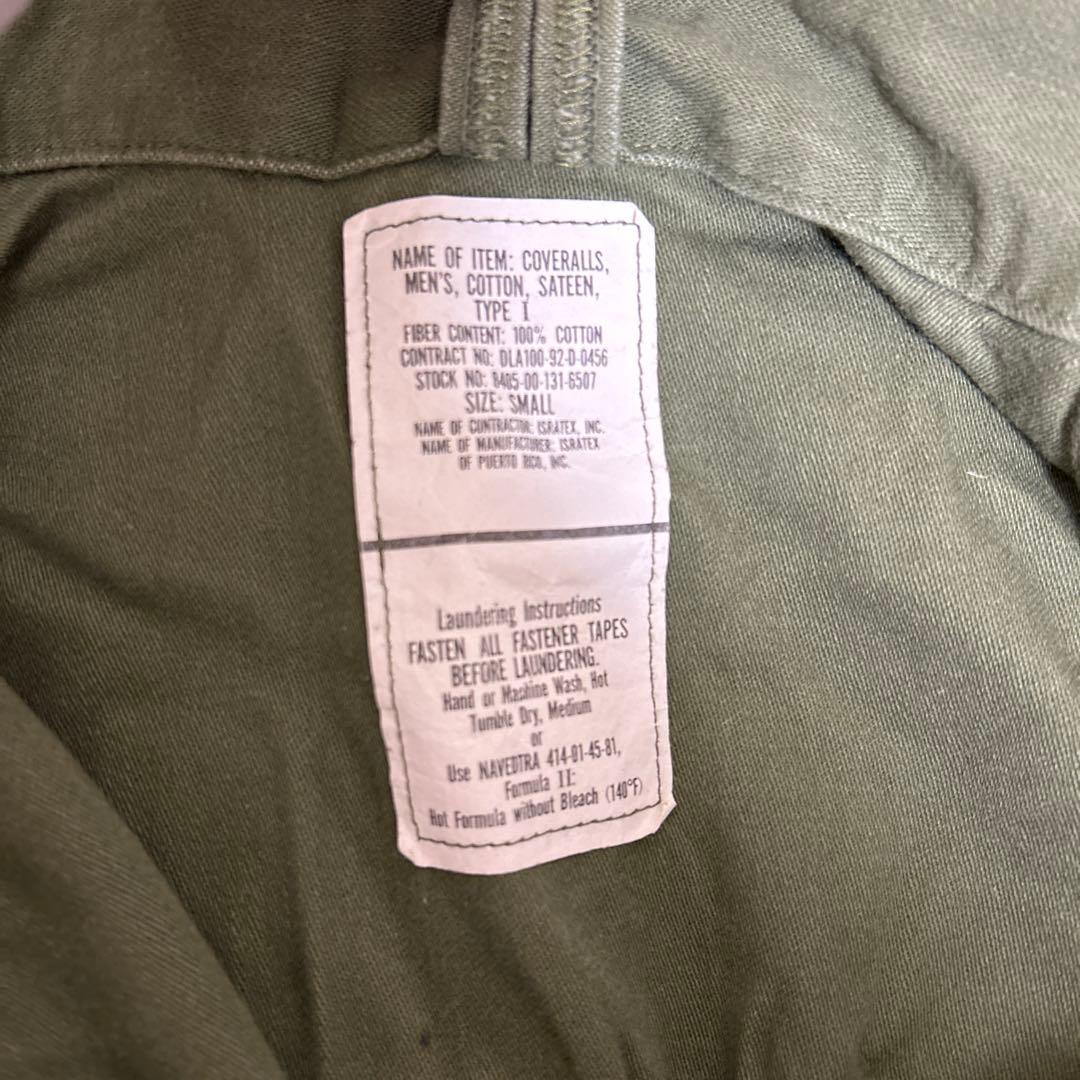 NAME OF ITEM: COVERALLS,
MEN'S, COTTON, SATEEN,
TYPE I
FIBER CONTENT: 100% COTTON
CONTRACT NO: DLA100-92-D-0456
STOCK NO: 8405-00-131-6507
SIZE: SMALL
NAME OF CONTRACTOR: ISRATEX, INC.
NAME OF MANUFACTURER: ISRATEX
OF PUERTO RICO, INC.
Laundering Instructions
FASTEN ALL FASTENER TAPES
BEFORE LAUNDERING.
Hand or Machine Wash, Hot
Tumble Dry, Medium
or
Use NAVEDTRA 414-01-45-81,
Formula II:
Hot Formula without Bleach (140°F)